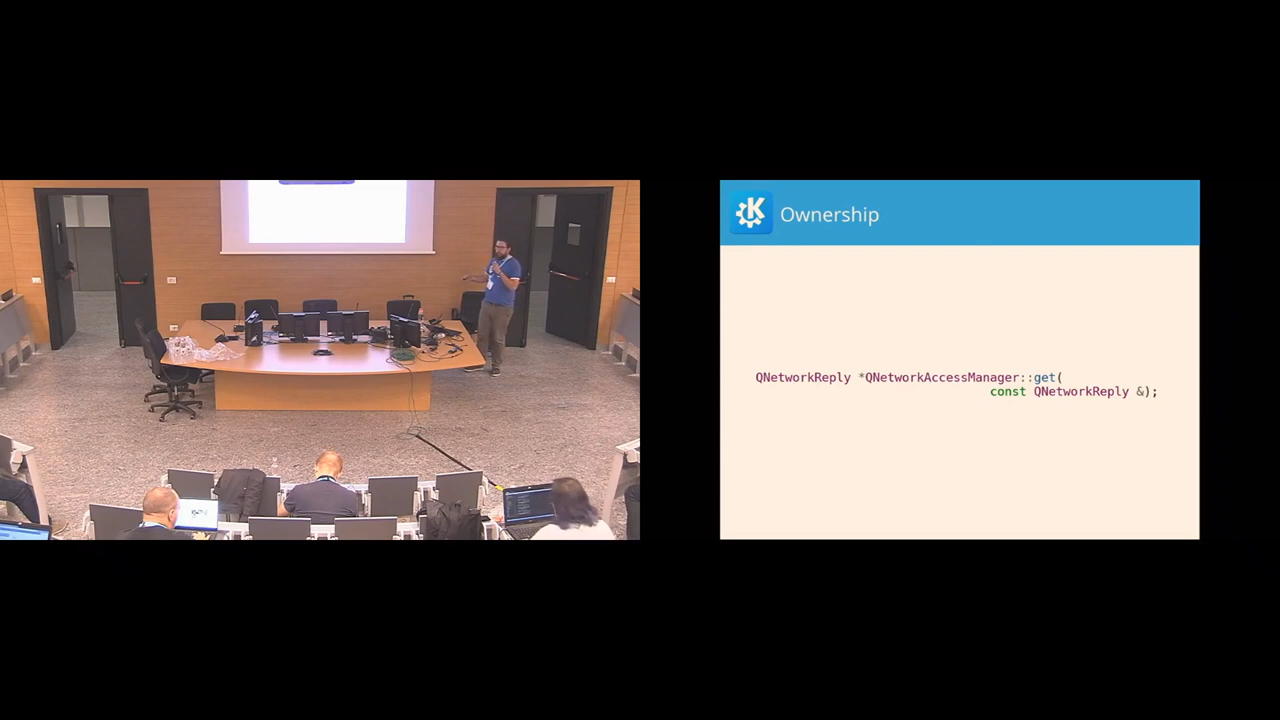 Ownership
QNetworkReply *QNetworkAccessManager::get(
const QNetworkReply &);